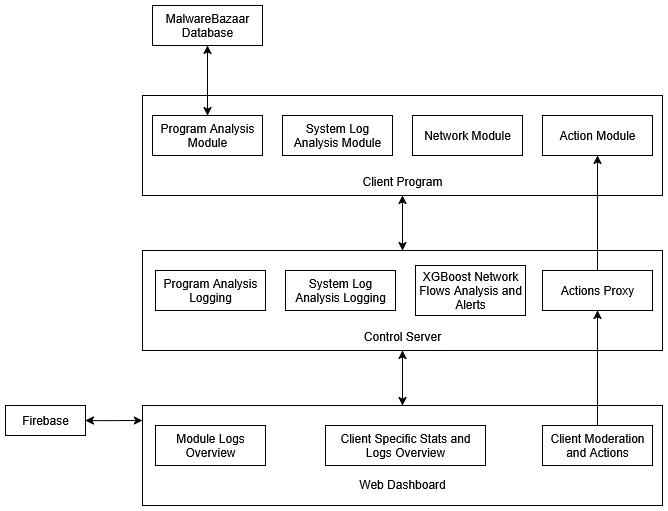 MalwareBazaar
Database
Program Analysis
Module
System Log
Analysis Module
Network Module
Action Module
Client Program
Program Analysis
Logging
System Log
Analysis Logging
XGBoost Network
Flows Analysis and
Alerts
Actions Proxy
Control Server
Firebase
Module Logs
Overview
Client Specific Stats and
Logs Overview
Client Moderation
and Actions
Web Dashboard